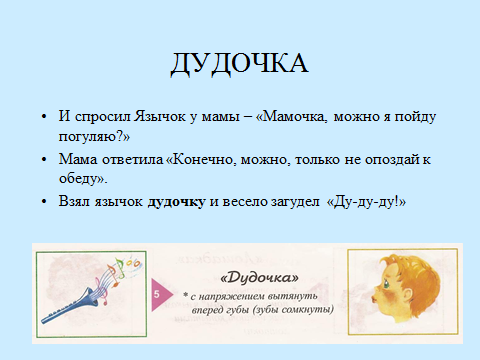 ДУДОЧКА
• И спросил Язычок у мамы – «Мамочка, можно я пойду
погуляю?»
• Мама ответила «Конечно, можно, только не опоздай к
обеду».
• Взял язычок дудочку и весело загудел «Ду-ду-ду!»
5
«Дудочка»
* с напряжением вытянуть
вперед губы (зубы сомкнуты)